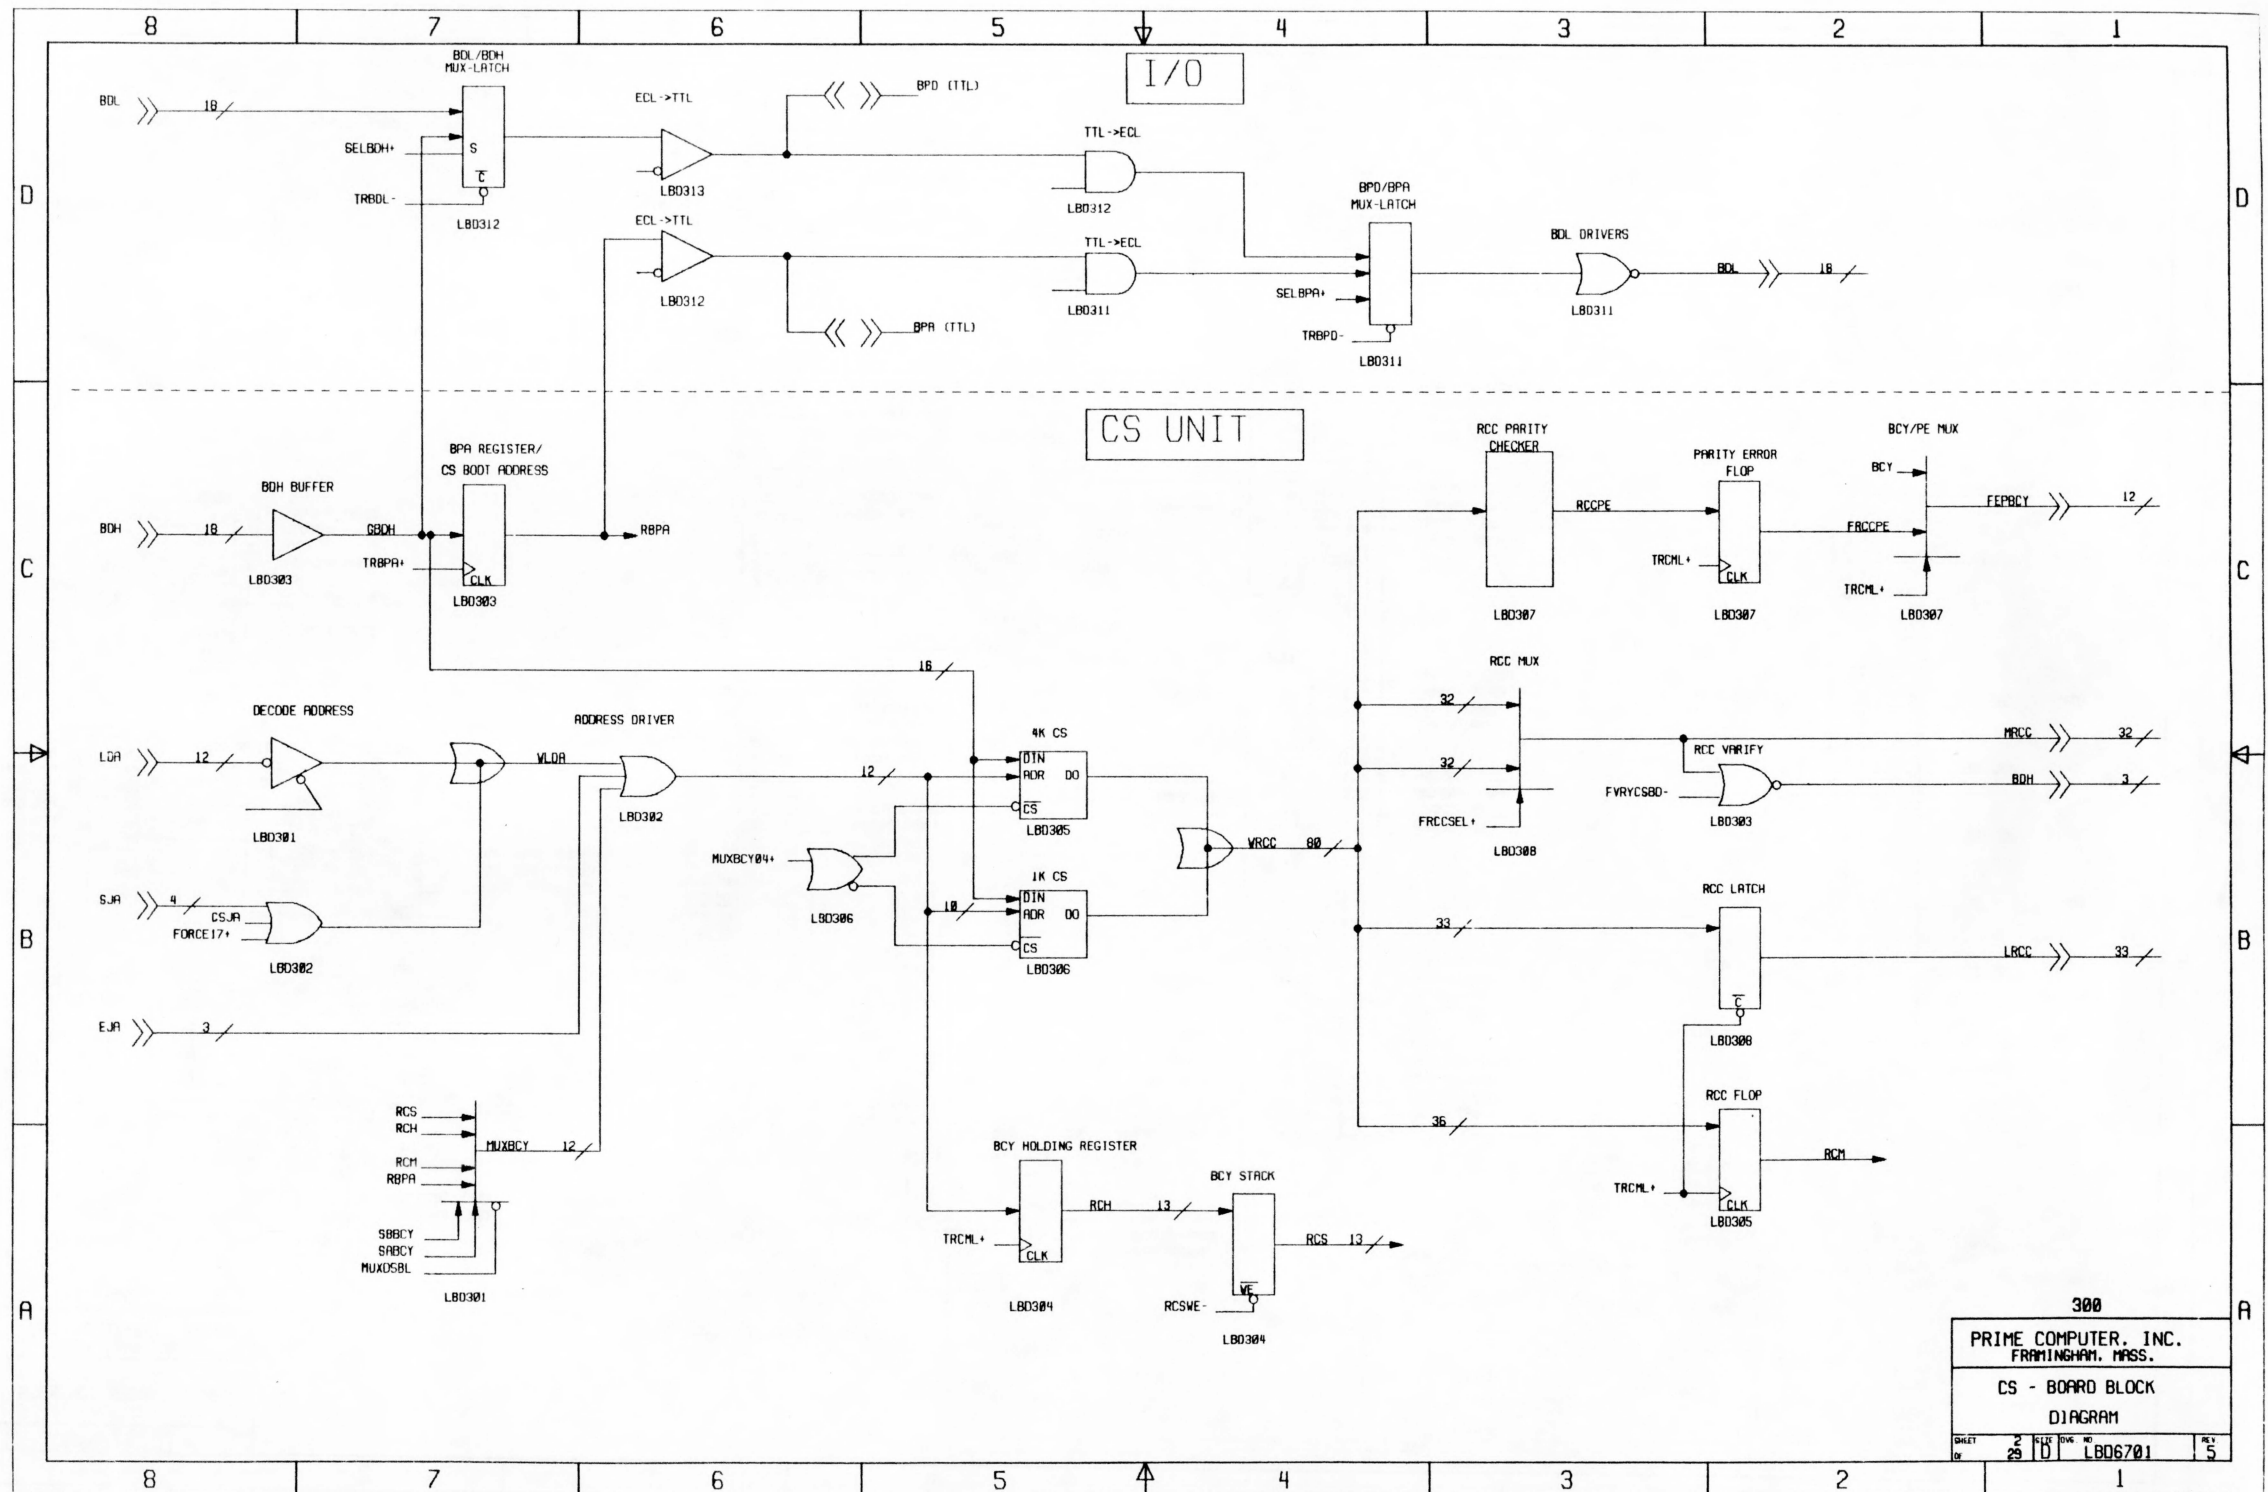 8 7 6 5 4 3 2 1
I/O
BDL/BDH
MUX-LATCH
BDL
18
SELBDH+
S
C
TRBDL-
LBD312
ECL->TTL
LBD313
BPD (TTL)
TTL->ECL
LBD312
ECL->TTL
LBD312
BPA (TTL)
TTL->ECL
LBD311
BPD/BPA
MUX-LATCH
SELBPA+
TRBPD-
LBD311
BDL DRIVERS
LBD311
BDL
18
D
D
CS UNIT
BDH
18
BDH BUFFER
LBD303
GBDH
BPA REGISTER/
CS BOOT ADDRESS
TRBPA+
CLK
LBD303
RBPA
RCC PARITY
CHECKER
LBD307
RCCPE
PARITY ERROR
FLOP
TRCML+
CLK
LBD307
FRCCPE
BCY/PE MUX
BCY
TRCML+
LBD307
FEPBCY
12
C
C
16
DECODE ADDRESS
LDA
12
LBD301
WLDA
ADDRESS DRIVER
LBD302
12
SJA
4
CSJA
FORCE17+
LBD302
EJA
3
4K CS
DIN
ADR
DO
CS
LBD305
MUXBCY04+
LBD306
1K CS
10
DIN
ADR
DO
CS
LBD306
WRCC
80
RCC MUX
32
32
FRCCSEL+
LBD308
MRCC
32
RCC VARIFY
FVRYCSBD-
LBD303
BDH
3
RCC LATCH
33
C
LBD308
LRCC
33
B
B
RCC FLOP
36
TRCML+
CLK
LBD305
RCM
RCS
RCH
RCM
RBPA
MUXBCY
12
SBBCY
SABCY
MUXDSBL
LBD301
BCY HOLDING REGISTER
TRCML+
CLK
LBD304
RCH
13
BCY STACK
WE
RCSWE-
LBD304
RCS
13
A
A
300
PRIME COMPUTER, INC.
FRAMINGHAM, MASS.
CS - BOARD BLOCK
DIAGRAM
SHEET 2 OF 29
SIZE D
DWG. NO LBD6701
REV 5
8 7 6 5 4 3 2 1